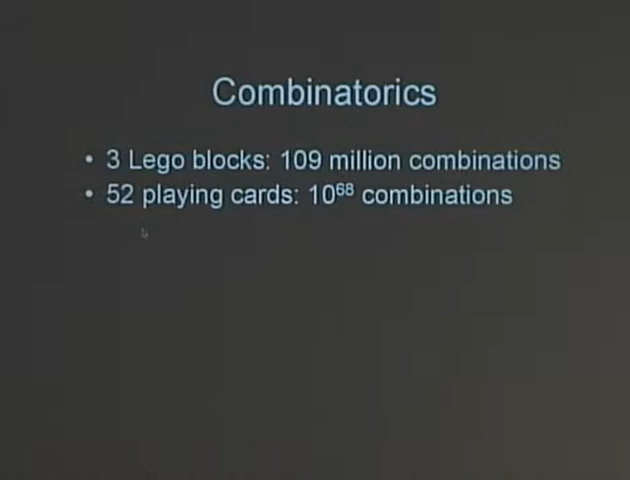 Combinatorics
• 3 Lego blocks: 109 million combinations
• 52 playing cards: 10⁶⁸ combinations